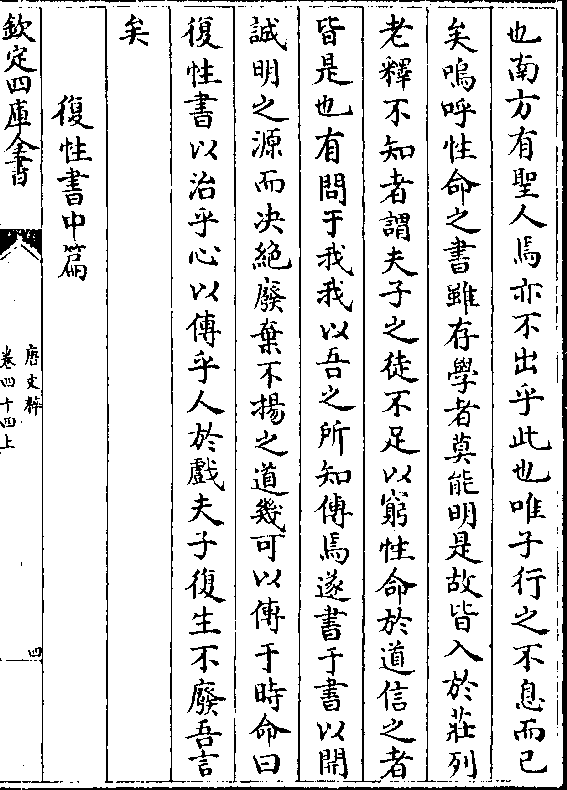 也南方有聖人焉亦不出乎此也唯子行之不息而已
矣嗚呼性命之書雖存學者莫能明是故皆入於莊列
老釋不知者謂夫子之徒不足以窮性命於道信之者
皆是也有問于我我以吾之所知傳焉遂書于書以開
誠明之源而决絶廢棄不揚之道幾可以傳于時命曰
復性書以治乎心以傳乎人於戲夫子復生不廢吾言
矣
復性書中篇
欽定四庫全書
唐文粹
卷四十四上
四